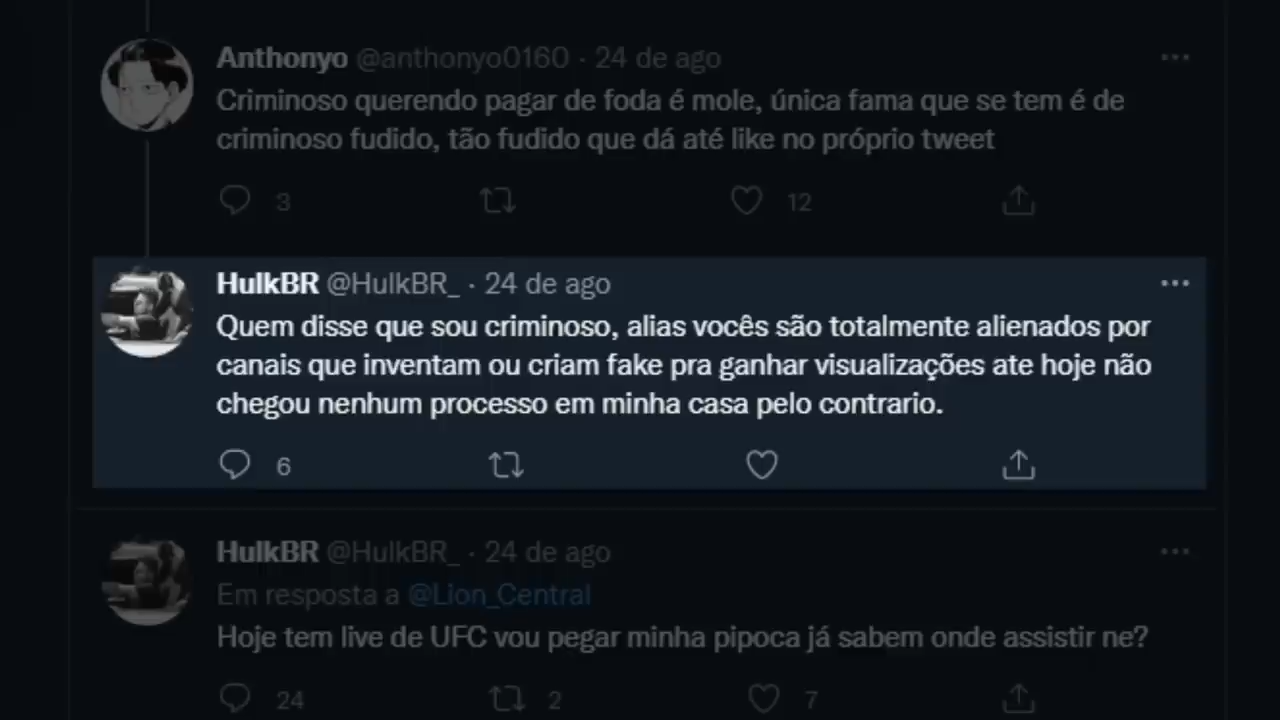 Anthonyo @anthonyo0160 · 24 de ago
Criminoso querendo pagar de foda é mole, única fama que se tem é de
criminoso fudido, tão fudido que dá até like no próprio tweet
3 12
HulkBR @HulkBR_ · 24 de ago
Quem disse que sou criminoso, alias vocês são totalmente alienados por
canais que inventam ou criam fake pra ganhar visualizações ate hoje não
chegou nenhum processo em minha casa pelo contrario.
6
HulkBR @HulkBR_ · 24 de ago
Em resposta a @Lion_Central
Hoje tem live de UFC vou pegar minha pipoca já sabem onde assistir ne?
24 2 7